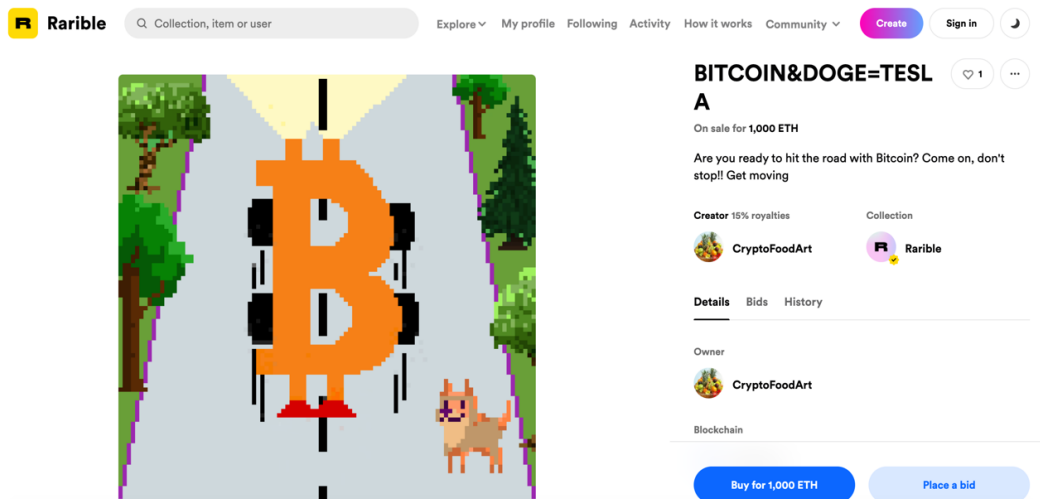 Rarible
Collection, item or user
Explore
My profile
Following
Activity
How it works
Community
Create
Sign in
BITCOIN&DOGE=TESL
A
1
On sale for 1,000 ETH
Are you ready to hit the road with Bitcoin? Come on, don't
stop!! Get moving
Creator 15% royalties
Collection
CryptoFoodArt
Rarible
Details
Bids
History
Owner
CryptoFoodArt
Blockchain
Buy for 1,000 ETH
Place a bid